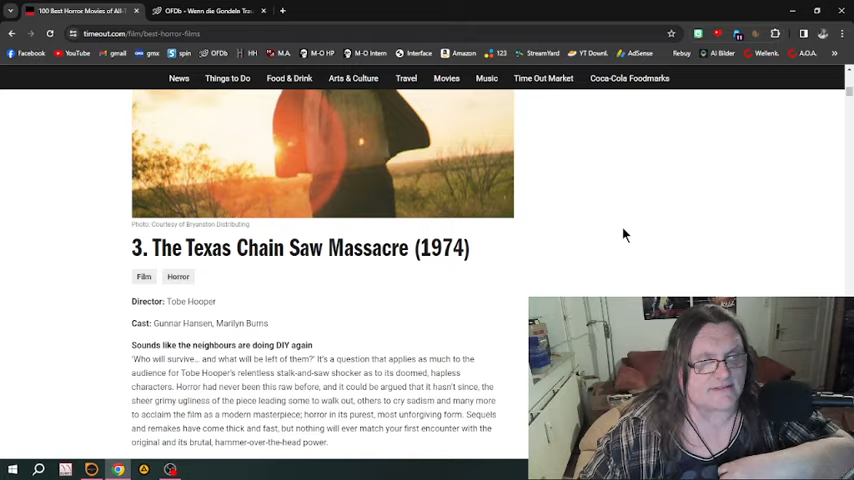 100 Best Horror Movies of All-T
OFDb - Wenn die Gondeln Trau
timeout.com/film/best-horror-films
Facebook YouTube gmail gmx spin OFDb HH M.A. M-O HP M-O Intern Interface Amazon 123 StreamYard YT Downl. AdSense Rebuy AI Bilder Wellenk. A.O.A.
News Things to Do Food & Drink Arts & Culture Travel Movies Music Time Out Market Coca-Cola Foodmarks
Photo: Courtesy of Bryanston Distributing
3. The Texas Chain Saw Massacre (1974)
Film Horror
Director: Tobe Hooper
Cast: Gunnar Hansen, Marilyn Burns
Sounds like the neighbours are doing DIY again
'Who will survive... and what will be left of them?' It's a question that applies as much to the
audience for Tobe Hooper's relentless stalk-and-saw shocker as to its doomed, hapless
characters. Horror had never been this raw before, and it could be argued that it hasn't since, the
sheer grimy ugliness of the piece leading some to walk out, others to cry sadism and many more
to acclaim the film as a modern masterpiece; horror in its purest, most unforgiving form. Sequels
and remakes have come thick and fast, but nothing will ever match your first encounter with the
original and its brutal, hammer-over-the-head power.